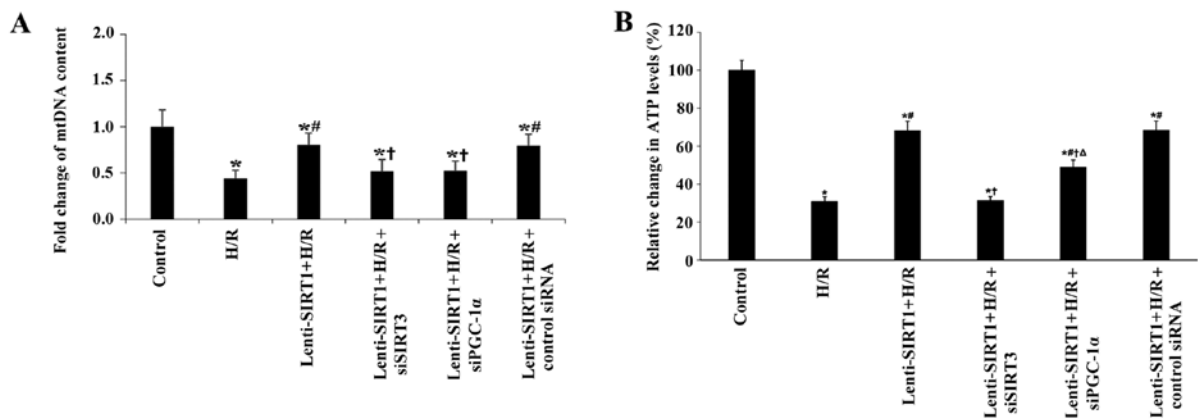 A
Fold change of mtDNA content
2.0
1.5
1.0
0.5
0.0
*
*#
*†
*†
*#
Control
H/R
Lenti-SIRT1+H/R
Lenti-SIRT1+H/R+
siSIRT3
Lenti-SIRT1+H/R+
siPGC-1α
Lenti-SIRT1+H/R+
control siRNA
B
Relative change in ATP levels (%)
120
100
80
60
40
20
0
*
*#
*†
*#†Δ
*#
Control
H/R
Lenti-SIRT1+H/R
Lenti-SIRT1+H/R+
siSIRT3
Lenti-SIRT1+H/R+
siPGC-1α
Lenti-SIRT1+H/R+
control siRNA